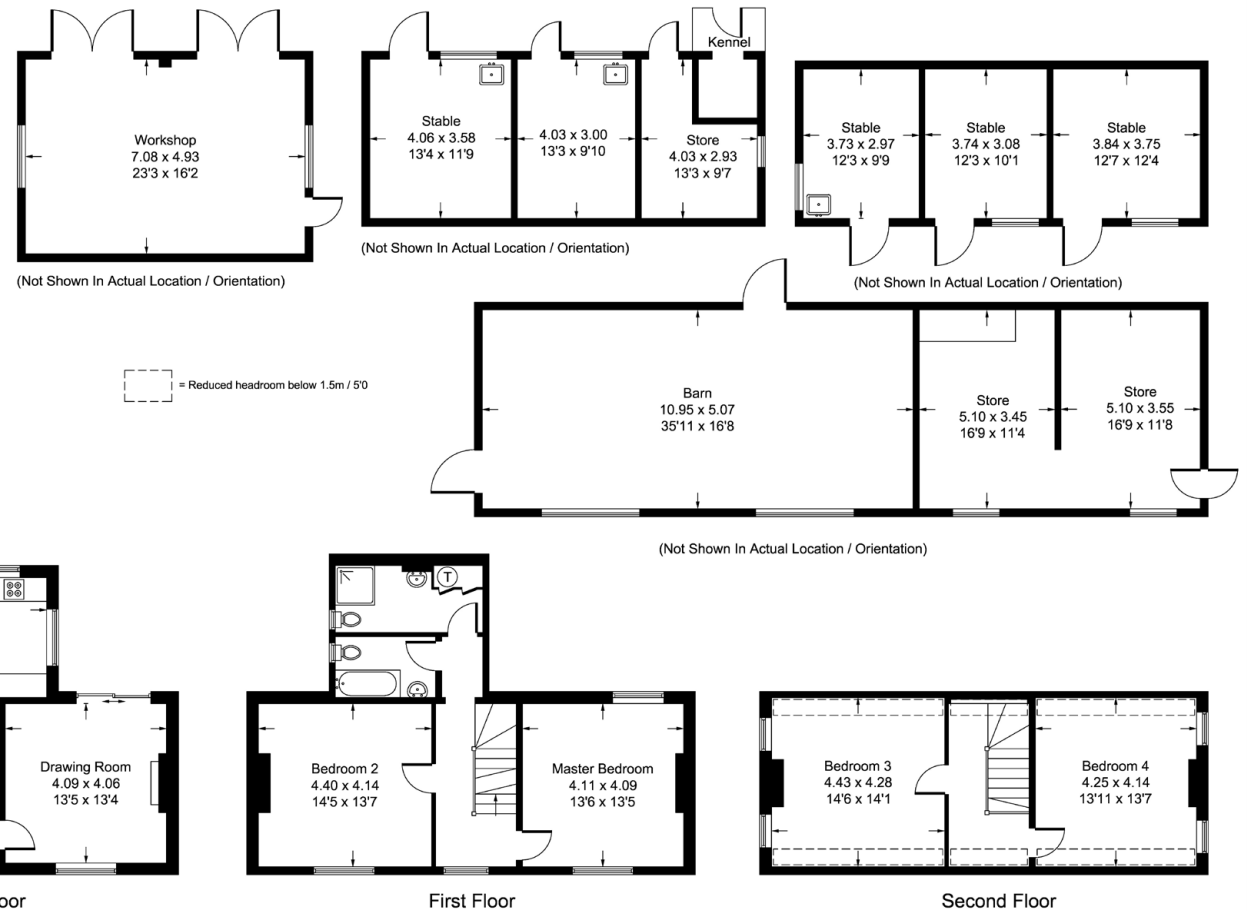 Kennel
Workshop
7.08 x 4.93
23'3 x 16'2
Stable
4.06 x 3.58
13'4 x 11'9
4.03 x 3.00
13'3 x 9'10
Store
4.03 x 2.93
13'3 x 9'7
Stable
3.73 x 2.97
12'3 x 9'9
Stable
3.74 x 3.08
12'3 x 10'1
Stable
3.84 x 3.75
12'7 x 12'4
(Not Shown In Actual Location / Orientation)
(Not Shown In Actual Location / Orientation)
(Not Shown In Actual Location / Orientation)
= Reduced headroom below 1.5m / 5'0
Barn
10.95 x 5.07
35'11 x 16'8
Store
5.10 x 3.45
16'9 x 11'4
Store
5.10 x 3.55
16'9 x 11'8
(Not Shown In Actual Location / Orientation)
T
Drawing Room
4.09 x 4.06
13'5 x 13'4
Bedroom 2
4.40 x 4.14
14'5 x 13'7
Master Bedroom
4.11 x 4.09
13'6 x 13'5
Bedroom 3
4.43 x 4.28
14'6 x 14'1
Bedroom 4
4.25 x 4.14
13'11 x 13'7
oor
First Floor
Second Floor